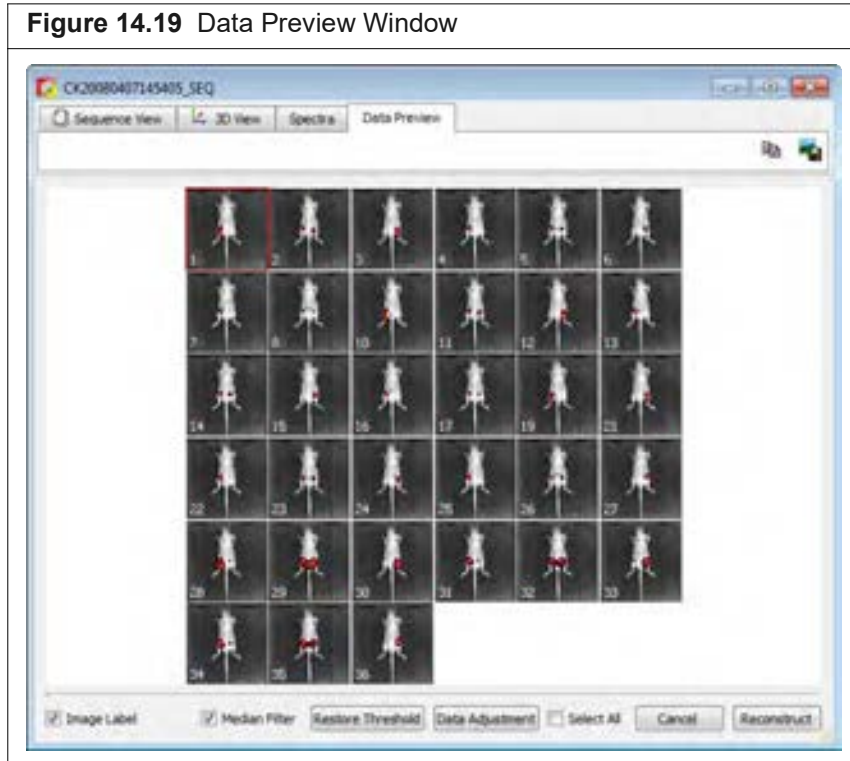 Figure 14.19 Data Preview Window
CK20080407145405_SEQ
Sequence View 3D View Spectra Data Preview
1 2 3 4 5 6
7 8 10 11 12 13
14 15 16 17 19 21
22 23 24 25 26 27
28 29 30 31 32 33
34 35 36
Image Label Median Filter Restore Threshold Data Adjustment Select All Cancel Reconstruct